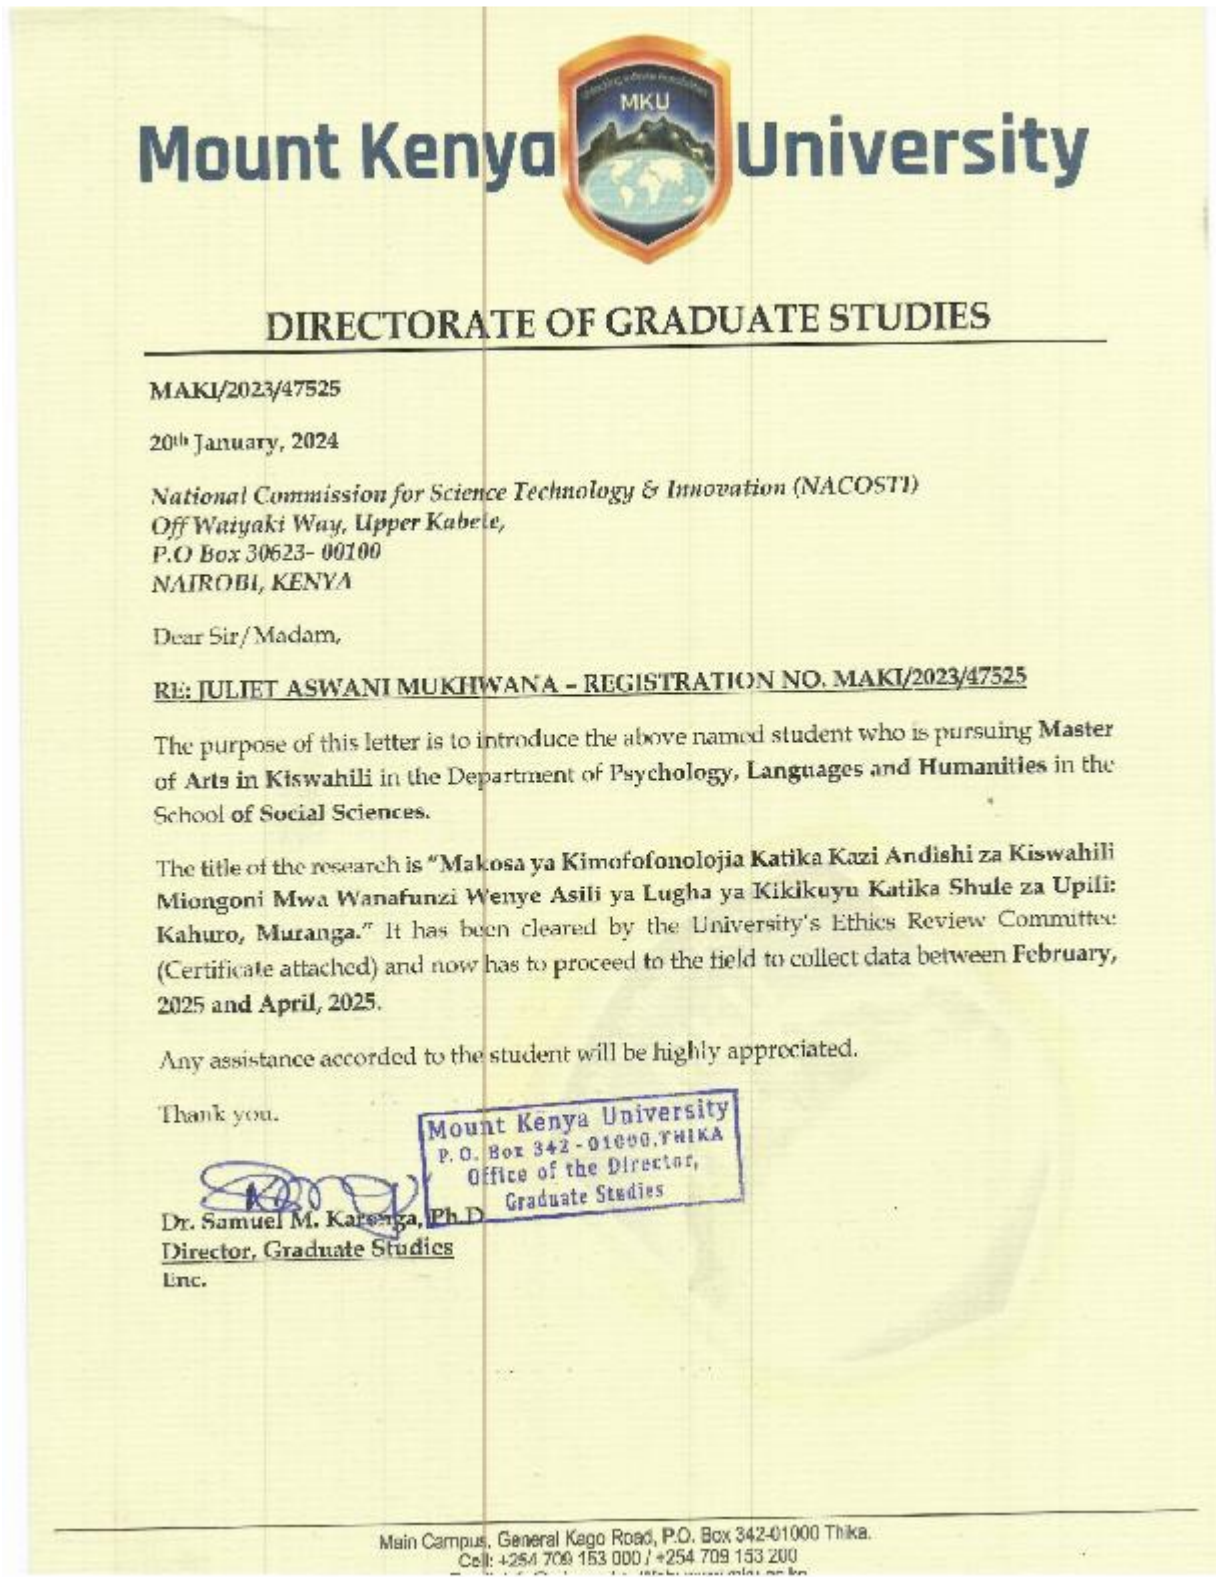 MKU
Mount Kenya University
DIRECTORATE OF GRADUATE STUDIES
MAKI/2023/47525
20th January, 2024
National Commission for Science Technology & Innovation (NACOSTI)
Off Waiyaki Way, Upper Kabete,
P.O Box 30623- 00100
NAIROBI, KENYA
Dear Sir/Madam,
RE: JULIET ASWANI MUKHWANA – REGISTRATION NO. MAKI/2023/47525
The purpose of this letter is to introduce the above named student who is pursuing Master
of Arts in Kiswahili in the Department of Psychology, Languages and Humanities in the
School of Social Sciences.
The title of the research is “Makosa ya Kimofofonolojia Katika Kazi Andishi za Kiswahili
Miongoni Mwa Wanafunzi Wenye Asili ya Lugha ya Kikikuyu Katika Shule za Upili:
Kahuro, Muranga.” It has been cleared by the University's Ethics Review Committee
(Certificate attached) and now has to proceed to the field to collect data between February,
2025 and April, 2025.
Any assistance accorded to the student will be highly appreciated.
Thank you.
Mount Kenya University
P. O. Box 342 - 01000, THIKA
Office of the Director,
Graduate Studies
Dr. Samuel M. Karenga, Ph.D
Director, Graduate Studies
Enc.
Main Campus, General Kago Road, P.O. Box 342-01000 Thika.
Cell: +254 709 153 000 / +254 709 153 200